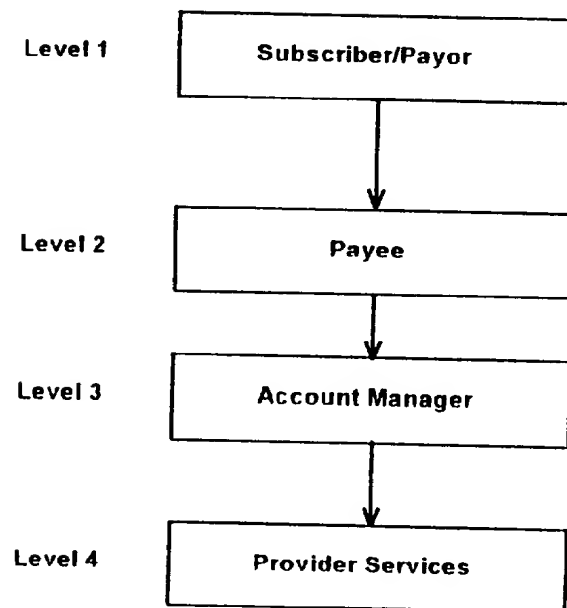 Level 1 Subscriber/Payor
Level 2 Payee
Level 3 Account Manager
Level 4 Provider Services